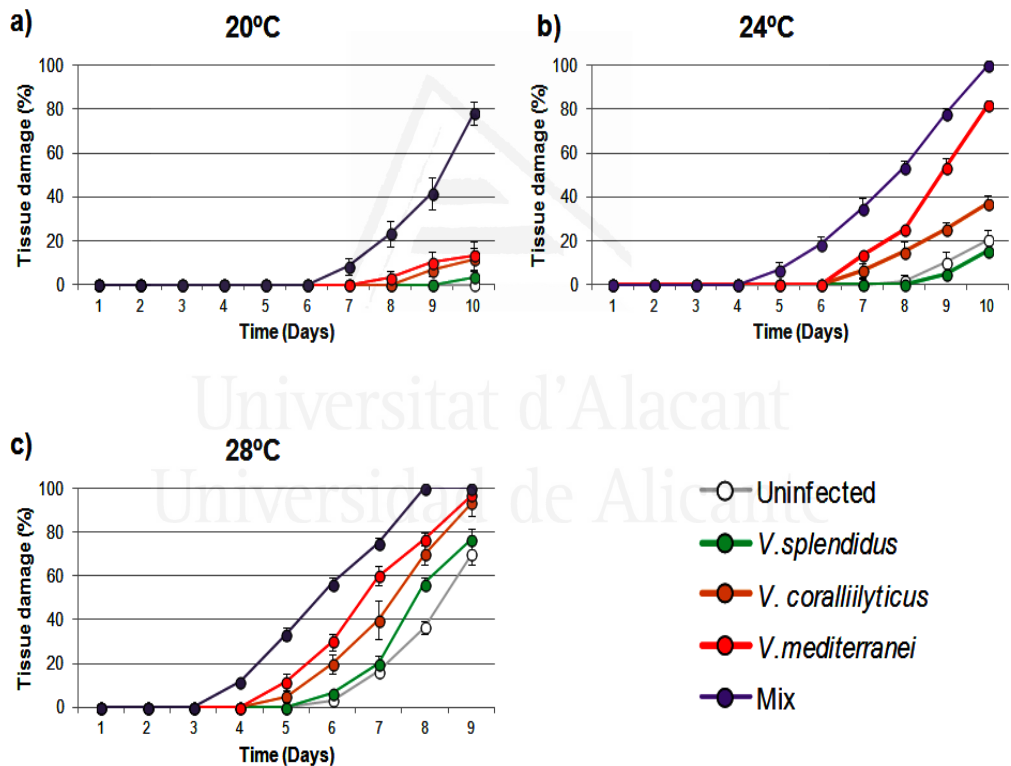 a)
20ºC
Tissue damage (%)
100
80
60
40
20
0
1 2 3 4 5 6 7 8 9 10
Time (Days)
b)
24ºC
Tissue damage (%)
100
80
60
40
20
0
1 2 3 4 5 6 7 8 9 10
Time (Days)
Universitat d'Alacant
Universidad de Alicante
c)
28ºC
Tissue damage (%)
100
80
60
40
20
0
1 2 3 4 5 6 7 8 9
Time (Days)
Uninfected
V.splendidus
V. coralliilyticus
V.mediterranei
Mix